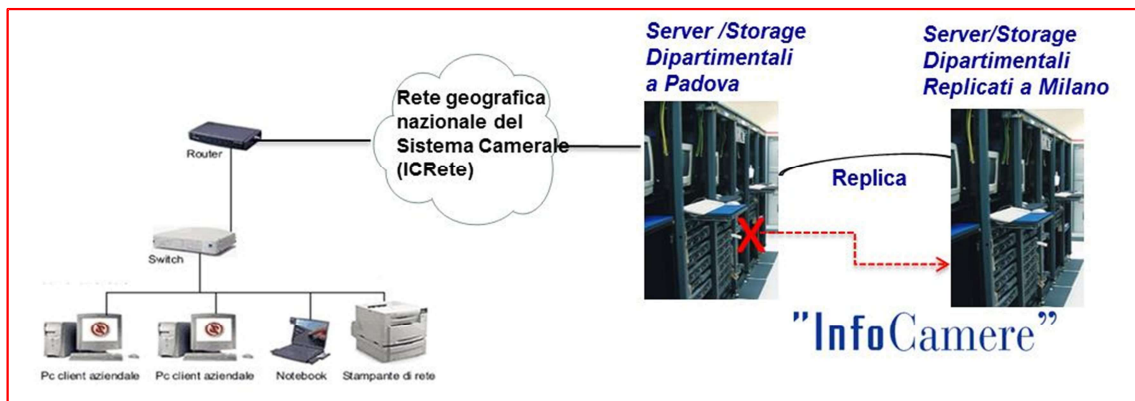 Server /Storage
Dipartimentali
a Padova
Server/Storage
Dipartimentali
Replicati a Milano
Rete geografica
nazionale del
Sistema Camerale
(ICRete)
Router
Replica
Switch
"InfoCamere"
Pc client aziendale
Pc client aziendale
Notebook
Stampante di rete